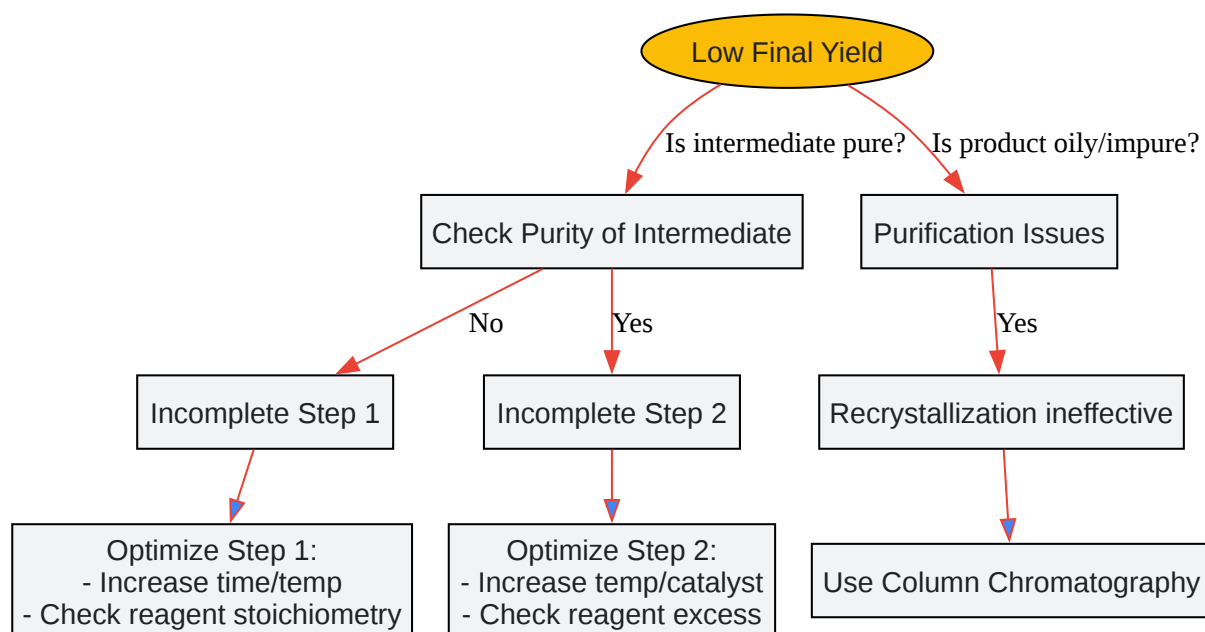 Low Final Yield
Is intermediate pure?
Is product oily/impure?
Check Purity of Intermediate
Purification Issues
No
Yes
Yes
Incomplete Step 1
Incomplete Step 2
Recrystallization ineffective
Optimize Step 1:
- Increase time/temp
- Check reagent stoichiometry
Optimize Step 2:
- Increase temp/catalyst
- Check reagent excess
Use Column Chromatography